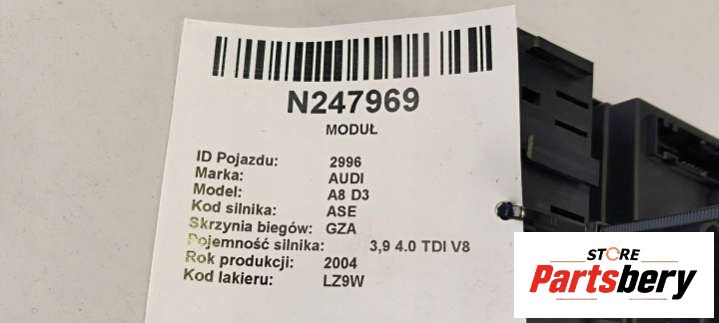 N247969
MODUŁ
ID Pojazdu: 2996
Marka: AUDI
Model: A8 D3
Kod silnika: ASE
Skrzynia biegów: GZA
Pojemność silnika: 3,9 4.0 TDI V8
Rok produkcji: 2004
Kod lakieru: LZ9W
STORE
Partsbery